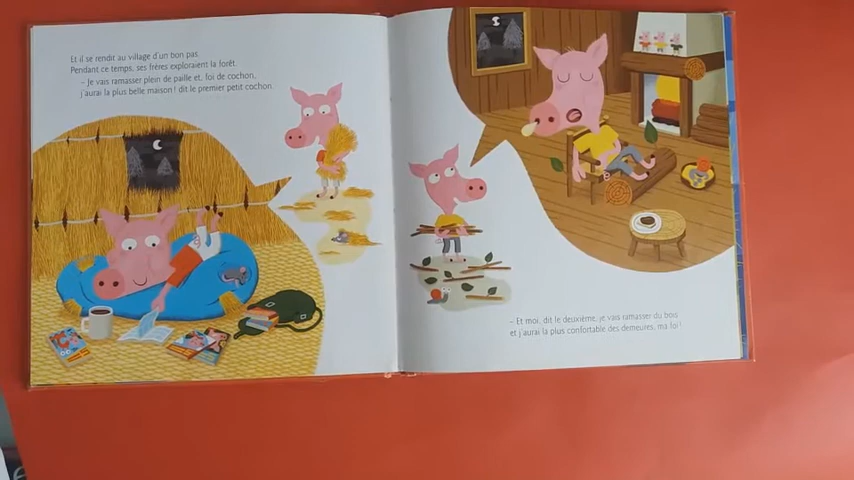 Et il se rendit au village d'un bon pas.
Pendant ce temps, ses frères exploraient la forêt.
– Je vais ramasser plein de paille et, foi de cochon,
j'aurai la plus belle maison ! dit le premier petit cochon.
– Et moi, dit le deuxième, je vais ramasser du bois
et j'aurai la plus confortable des demeures, ma foi !